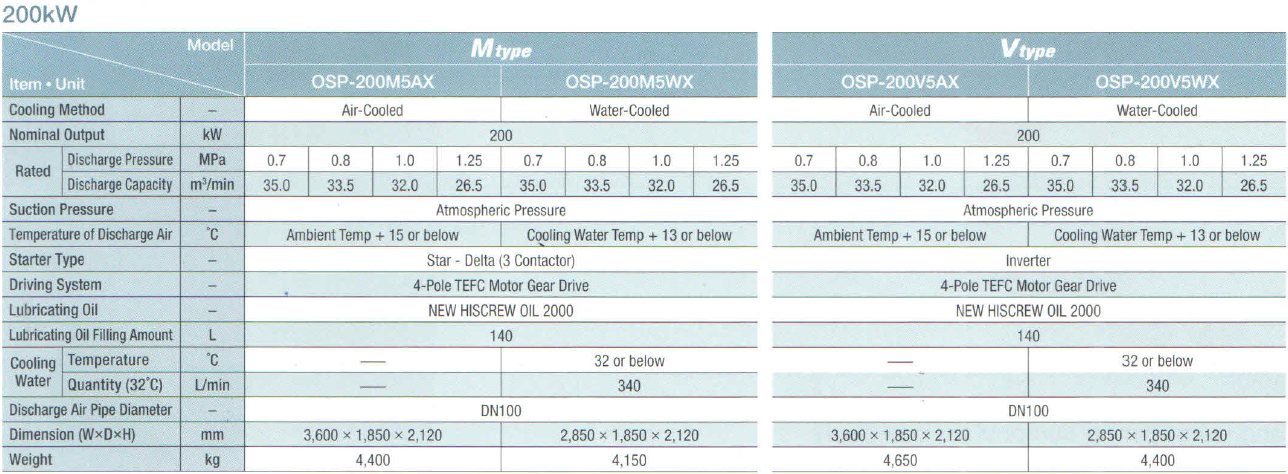 200kW
Model M type V type
Item • Unit OSP-200M5AX OSP-200M5WX OSP-200V5AX OSP-200V5WX
Cooling Method – Air-Cooled Water-Cooled Air-Cooled Water-Cooled
Nominal Output kW 200 200
Rated Discharge Pressure MPa 0.7 0.8 1.0 1.25 0.7 0.8 1.0 1.25 0.7 0.8 1.0 1.25 0.7 0.8 1.0 1.25
Discharge Capacity m³/min 35.0 33.5 32.0 26.5 35.0 33.5 32.0 26.5 35.0 33.5 32.0 26.5 35.0 33.5 32.0 26.5
Suction Pressure – Atmospheric Pressure Atmospheric Pressure
Temperature of Discharge Air °C Ambient Temp + 15 or below Cooling Water Temp + 13 or below Ambient Temp + 15 or below Cooling Water Temp + 13 or below
Starter Type – Star - Delta (3 Contactor) Inverter
Driving System – 4-Pole TEFC Motor Gear Drive 4-Pole TEFC Motor Gear Drive
Lubricating Oil – NEW HISCREW OIL 2000 NEW HISCREW OIL 2000
Lubricating Oil Filling Amount L 140 140
Cooling Water Temperature °C — 32 or below — 32 or below
Quantity (32°C) L/min — 340 — 340
Discharge Air Pipe Diameter – DN100 DN100
Dimension (W×D×H) mm 3,600 × 1,850 × 2,120 2,850 × 1,850 × 2,120 3,600 × 1,850 × 2,120 2,850 × 1,850 × 2,120
Weight kg 4,400 4,150 4,650 4,400